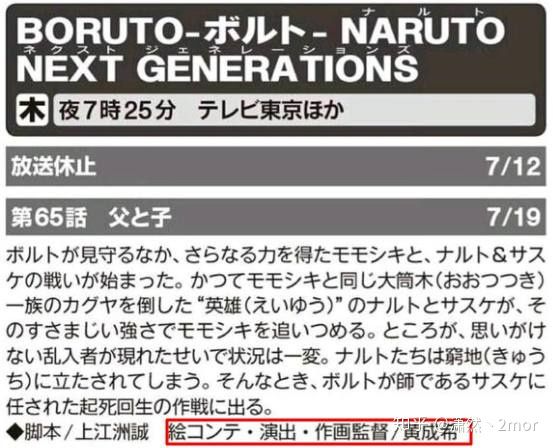 BORUTO-ボルト- NARUTO
ナルト
NEXT GENERATIONS
ネクスト ジェネレーションズ
木 夜7時25分 テレビ東京ほか
放送休止 7/12
第65話 父と子 7/19
ボルトが見守るなか、さらなる力を得たモモシキと、ナルト&サス
ケの戦いが始まった。かつてモモシキと同じ大筒木(おおつつき)
一族のカグヤを倒した“英雄(えいゆう)”のナルトとサスケが、そ
のすさまじい強さでモモシキを追いつめる。ところが、思いがけ
ない乱入者が現れたせいで状況は一変。ナルトたちは窮地(きゅう
ち)に立たされてしまう。そんなとき、ボルトが師であるサスケに
任された起死回生の作戦に出る。
◆脚本/上江洲誠 絵コンテ・演出・作画監督/黄成希
知乎 @萧然、2mor